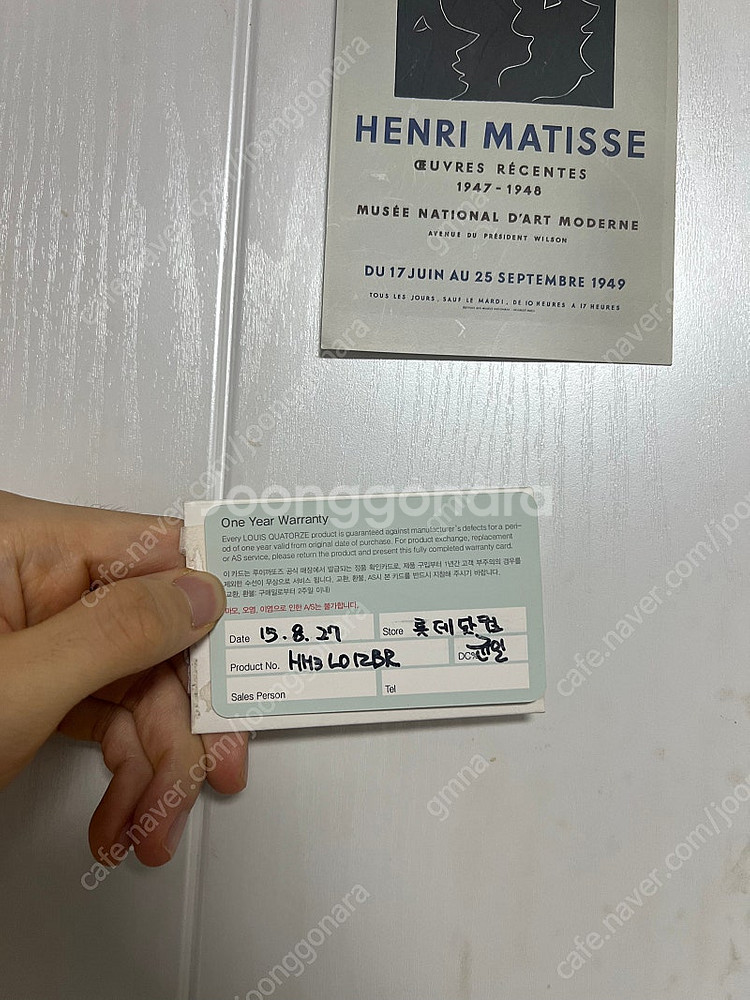 HENRI MATISSE
ŒUVRES RÉCENTES
1947-1948
MUSÉE NATIONAL D'ART MODERNE
AVENUE DU PRÉSIDENT WILSON
DU 17 JUIN AU 25 SEPTEMBRE 1949
TOUS LES JOURS, SAUF LE MARDI, DE 10 HEURES A 17 HEURES
joonggonara
One Year Warranty
Every LOUIS QUATORZE product is guaranteed against manufacturer's defects for a peri-
od of one year valid from original date of purchase. For product exchange, replacement
or AS service, please return the product and present this fully completed warranty card.
이 카드는 루이까또즈 공식 매장에서 발급되는 정품 확인카드로, 제품 구입부터 1년간 고객 부주의의 경우를
제외한 수선이 무상으로 서비스 됩니다. 교환, 환불, AS시 본 카드를 반드시 지참해 주시기 바랍니다.
(교환, 환불: 구매일로부터 2주일 이내)
마모, 오염, 이염으로 인한 A/S는 불가합니다.
Date 15.8.27 Store 롯데닷컴
Product No. HH3L012BR DC% 균일
Sales Person Tel
cafe.naver.com/joonggonara
gmna